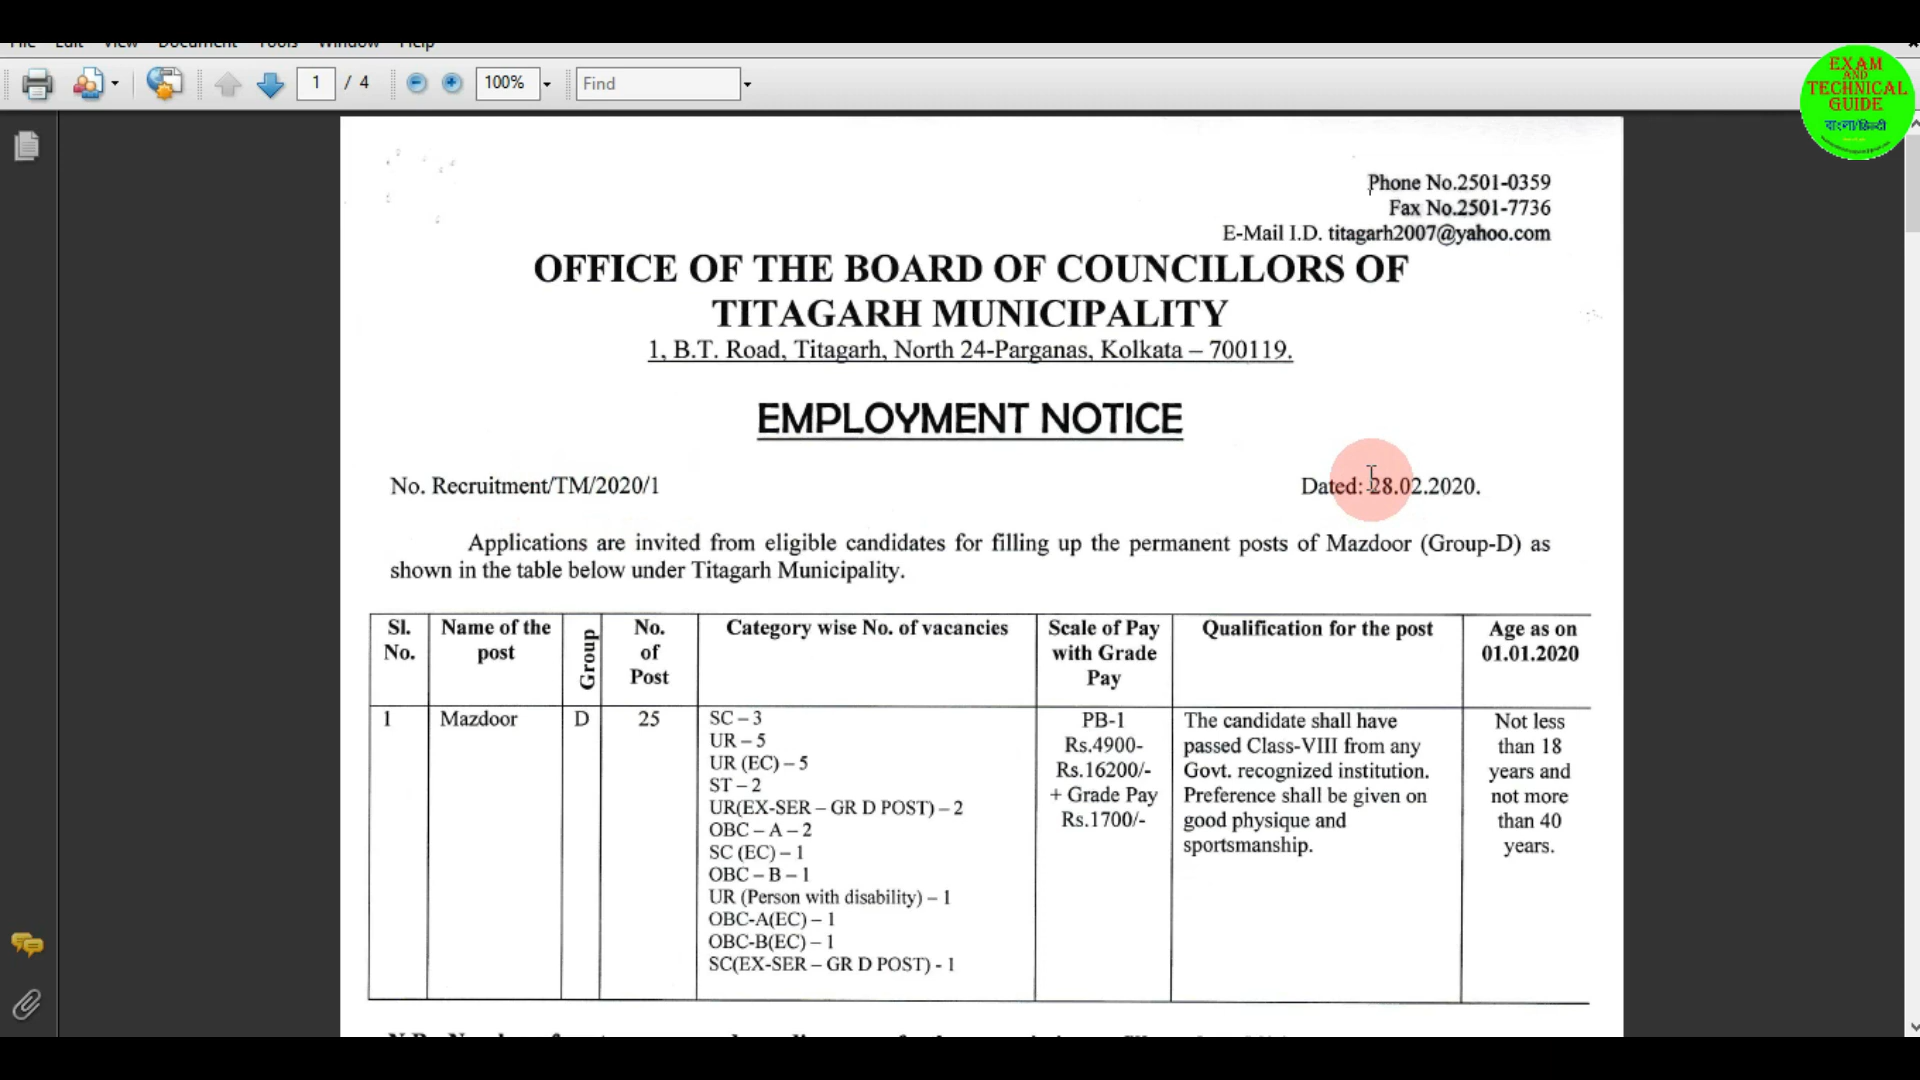 File Edit View Document Tools Window Help
1 / 4 100% Find
EXAM
AND
TECHNICAL
GUIDE
বাংলা/हिन्दी
Phone No.2501-0359
Fax No.2501-7736
E-Mail I.D. titagarh2007@yahoo.com
OFFICE OF THE BOARD OF COUNCILLORS OF
TITAGARH MUNICIPALITY
1, B.T. Road, Titagarh, North 24-Parganas, Kolkata – 700119.
EMPLOYMENT NOTICE
No. Recruitment/TM/2020/1 Dated: 28.02.2020.
Applications are invited from eligible candidates for filling up the permanent posts of Mazdoor (Group-D) as
shown in the table below under Titagarh Municipality.
Sl.
No.
Name of the
post
Group
No.
of
Post
Category wise No. of vacancies
Scale of Pay
with Grade
Pay
Qualification for the post
Age as on
01.01.2020
1
Mazdoor
D
25
SC – 3
UR – 5
UR (EC) – 5
ST – 2
UR(EX-SER – GR D POST) – 2
OBC – A – 2
SC (EC) – 1
OBC – B – 1
UR (Person with disability) – 1
OBC-A(EC) – 1
OBC-B(EC) – 1
SC(EX-SER – GR D POST) - 1
PB-1
Rs.4900-
Rs.16200/-
+ Grade Pay
Rs.1700/-
The candidate shall have
passed Class-VIII from any
Govt. recognized institution.
Preference shall be given on
good physique and
sportsmanship.
Not less
than 18
years and
not more
than 40
years.